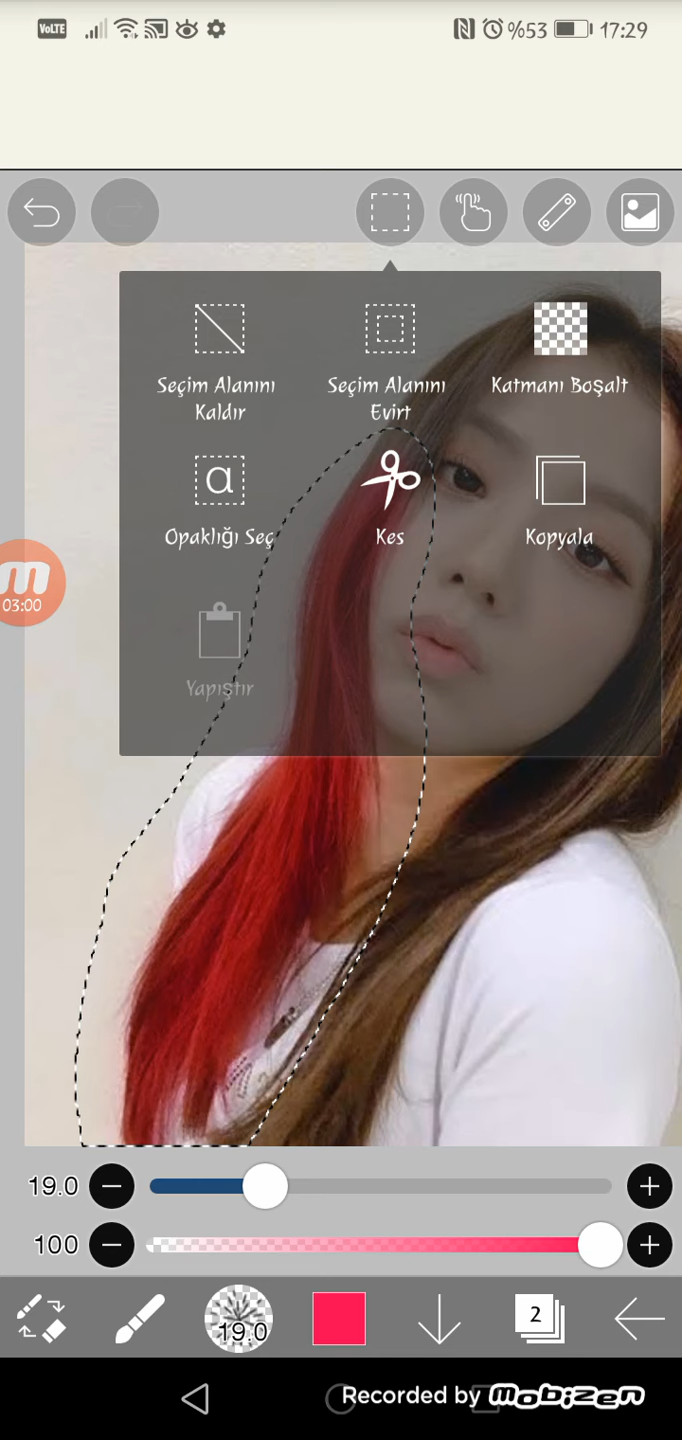 VoLTE
%53 17:29
Seçim Alanını
Kaldır
Seçim Alanını
Evirt
Katmanı Boşalt
α
Opaklığı Seç
Kes
Kopyala
m
03:00
Yapıştır
19.0
100
19.0
2
Recorded by mobizen